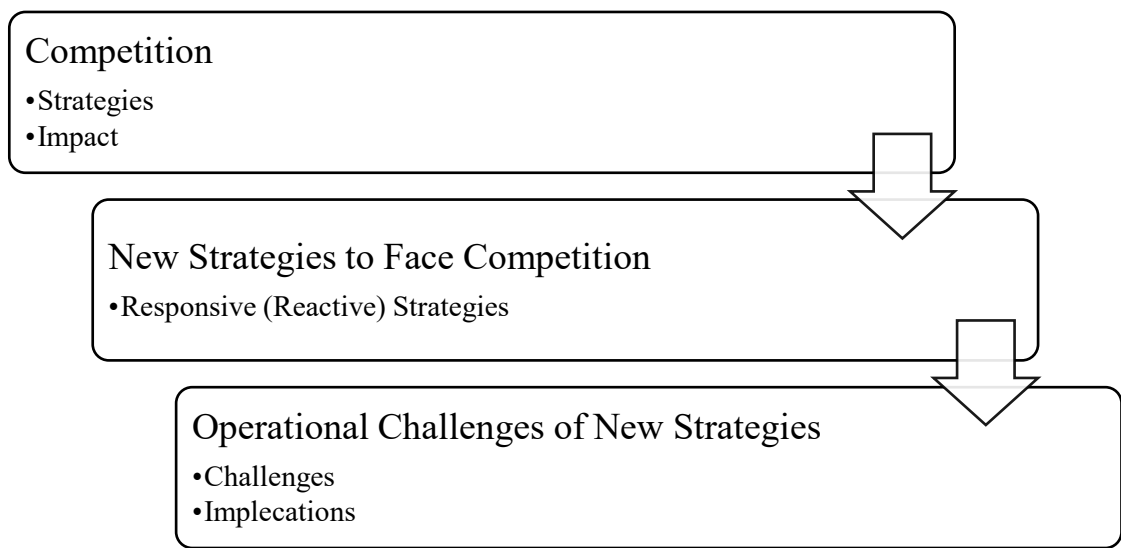 Competition
•Strategies
•Impact
New Strategies to Face Competition
•Responsive (Reactive) Strategies
Operational Challenges of New Strategies
•Challenges
•Implecations